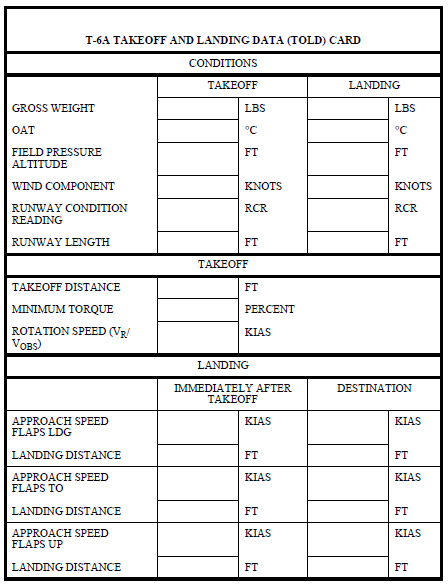 T-6A TAKEOFF AND LANDING DATA (TOLD) CARD
CONDITIONS
TAKEOFF LANDING
GROSS WEIGHT LBS LBS
OAT °C °C
FIELD PRESSURE ALTITUDE FT FT
WIND COMPONENT KNOTS KNOTS
RUNWAY CONDITION READING RCR RCR
RUNWAY LENGTH FT FT
TAKEOFF
TAKEOFF DISTANCE FT
MINIMUM TORQUE PERCENT
ROTATION SPEED (VR/ VOBS) KIAS
LANDING
IMMEDIATELY AFTER TAKEOFF DESTINATION
APPROACH SPEED FLAPS LDG KIAS KIAS
LANDING DISTANCE FT FT
APPROACH SPEED FLAPS TO KIAS KIAS
LANDING DISTANCE FT FT
APPROACH SPEED FLAPS UP KIAS KIAS
LANDING DISTANCE FT FT